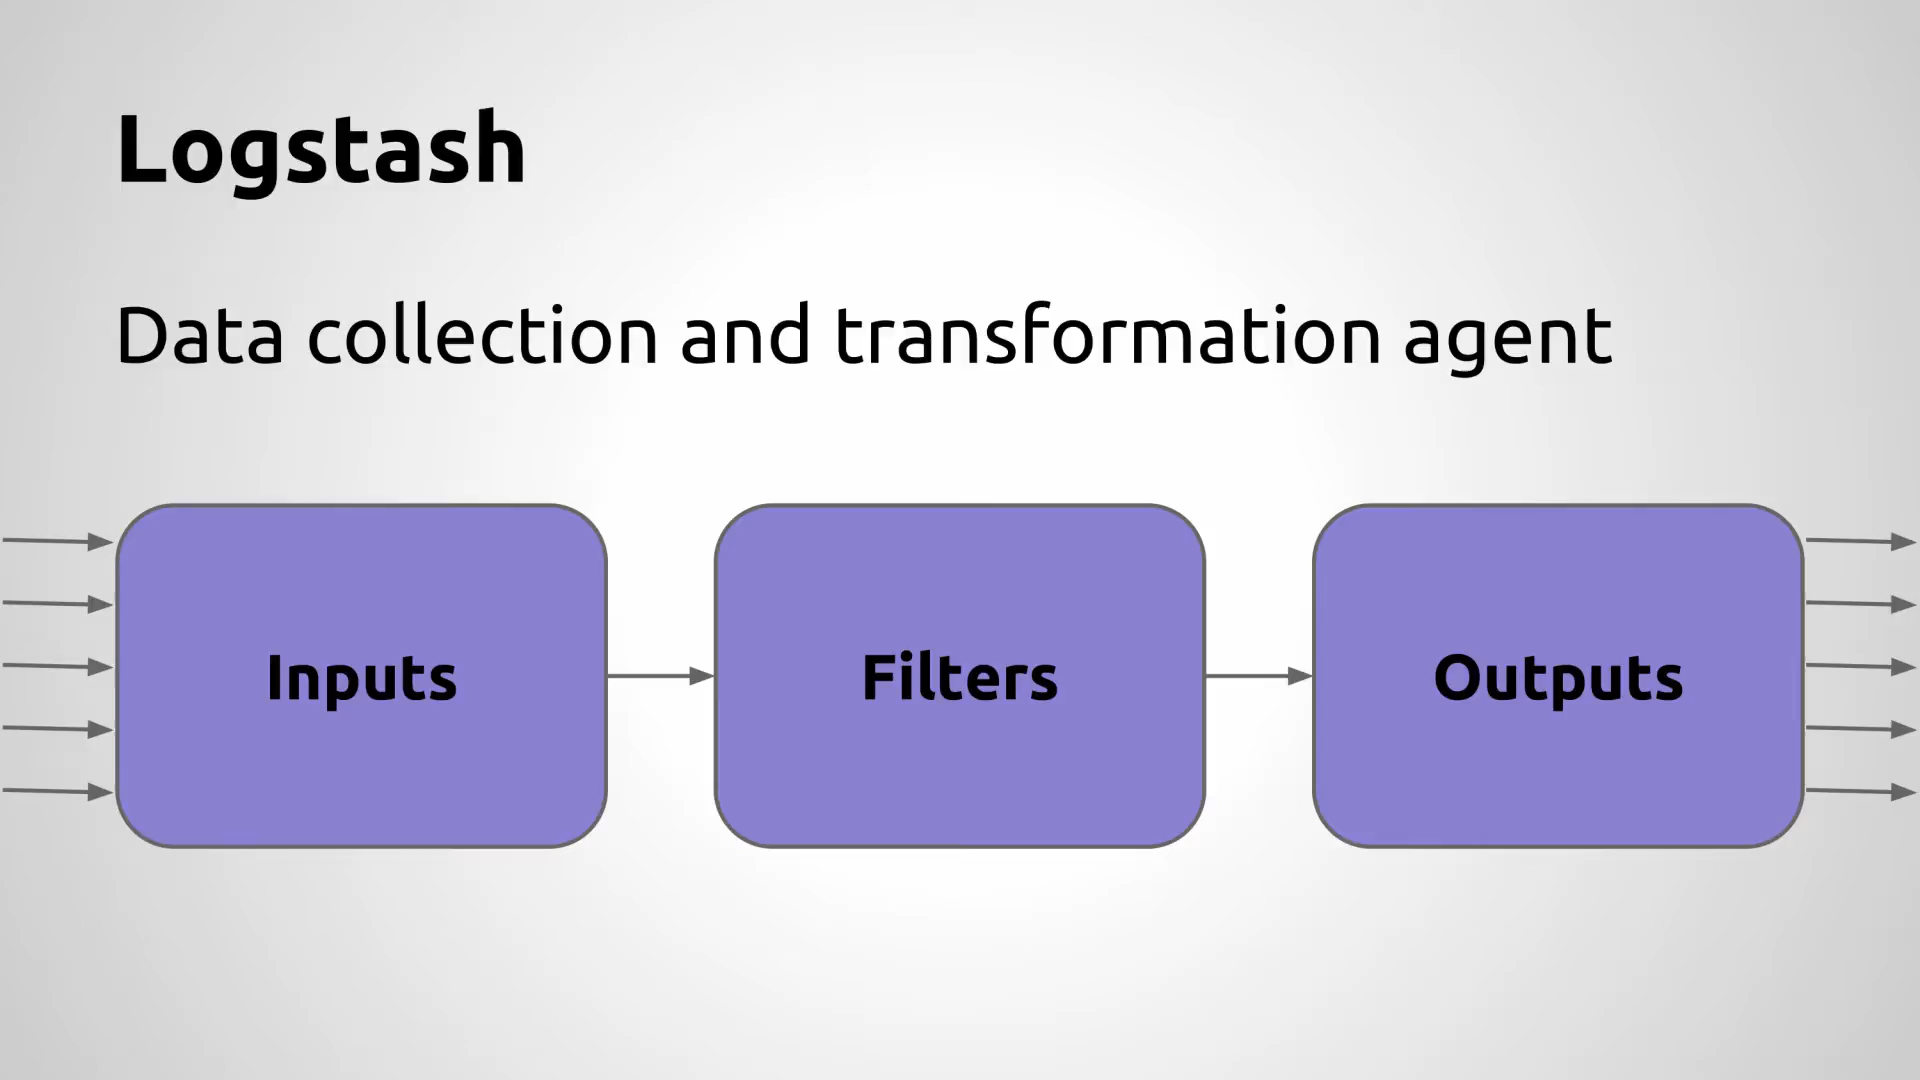 Logstash
Data collection and transformation agent
Inputs
Filters
Outputs